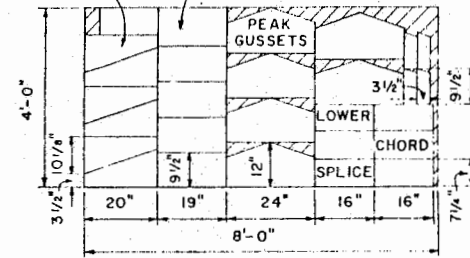 PEAK
GUSSETS
4'-0"
3 1/2"
9 1/2"
LOWER
CHORD
SPLICE
10 1/8"
9 1/2"
12"
3 1/2"
7 1/4"
20"
19"
24"
16"
16"
8'-0"